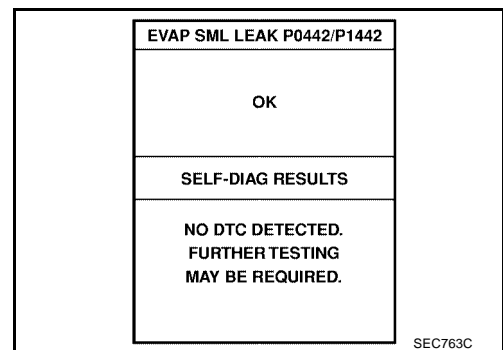 EVAP SML LEAK P0442/P1442
OK
SELF-DIAG RESULTS
NO DTC DETECTED.
FURTHER TESTING
MAY BE REQUIRED.
SEC763C